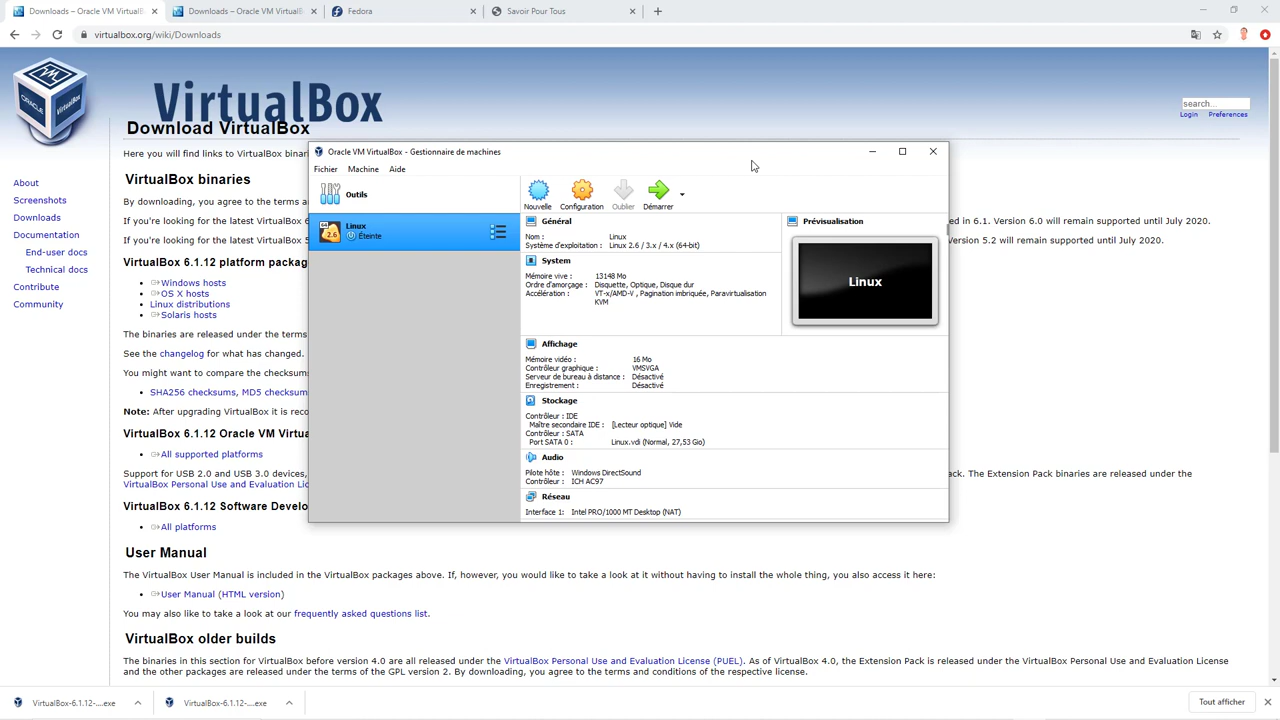 Downloads – Oracle VM VirtualB
Downloads – Oracle VM VirtualB
Fedora
Savoir Pour Tous
virtualbox.org/wiki/Downloads
VirtualBox
search...
Login Preferences
About
Screenshots
Downloads
Documentation
End-user docs
Technical docs
Contribute
Community
Download VirtualBox
Here you will find links to VirtualBox binar
VirtualBox binaries
By downloading, you agree to the terms a
If you're looking for the latest VirtualBox 6
ed in 6.1. Version 6.0 will remain supported until July 2020.
If you're looking for the latest VirtualBox 5
Version 5.2 will remain supported until July 2020.
VirtualBox 6.1.12 platform packag
Windows hosts
OS X hosts
Linux distributions
Solaris hosts
The binaries are released under the terms
See the changelog for what has changed.
You might want to compare the checksums
SHA256 checksums, MD5 checksum
Note: After upgrading VirtualBox it is reco
VirtualBox 6.1.12 Oracle VM Virtua
All supported platforms
Support for USB 2.0 and USB 3.0 devices,
ack. The Extension Pack binaries are released under the
VirtualBox Personal Use and Evaluation Lic
VirtualBox 6.1.12 Software Develo
All platforms
User Manual
The VirtualBox User Manual is included in the VirtualBox packages above. If, however, you would like to take a look at it without having to install the whole thing, you also access it here:
User Manual (HTML version)
You may also like to take a look at our frequently asked questions list.
VirtualBox older builds
The binaries in this section for VirtualBox before version 4.0 are all released under the VirtualBox Personal Use and Evaluation License (PUEL). As of VirtualBox 4.0, the Extension Pack is released under the VirtualBox Personal Use and Evaluation License
and the other packages are released under the terms of the GPL version 2. By downloading, you agree to the terms and conditions of the respective license.
Oracle VM VirtualBox - Gestionnaire de machines
Fichier Machine Aide
Outils
Nouvelle Configuration Oublier Démarrer
Linux
Éteinte
Général
Nom : Linux
Système d'exploitation : Linux 2.6 / 3.x / 4.x (64-bit)
System
Mémoire vive : 13148 Mo
Ordre d'amorçage : Disquette, Optique, Disque dur
Accélération : VT-x/AMD-V , Pagination imbriquée, Paravirtualisation
KVM
Prévisualisation
Linux
Affichage
Mémoire vidéo : 16 Mo
Contrôleur graphique : VMSVGA
Serveur de bureau à distance : Désactivé
Enregistrement : Désactivé
Stockage
Contrôleur : IDE
Maître secondaire IDE : [Lecteur optique] Vide
Contrôleur : SATA
Port SATA 0 : Linux.vdi (Normal, 27,53 Gio)
Audio
Pilote hôte : Windows DirectSound
Contrôleur : ICH AC97
Réseau
Interface 1: Intel PRO/1000 MT Desktop (NAT)
VirtualBox-6.1.12-....exe
VirtualBox-6.1.12-....exe
Tout afficher